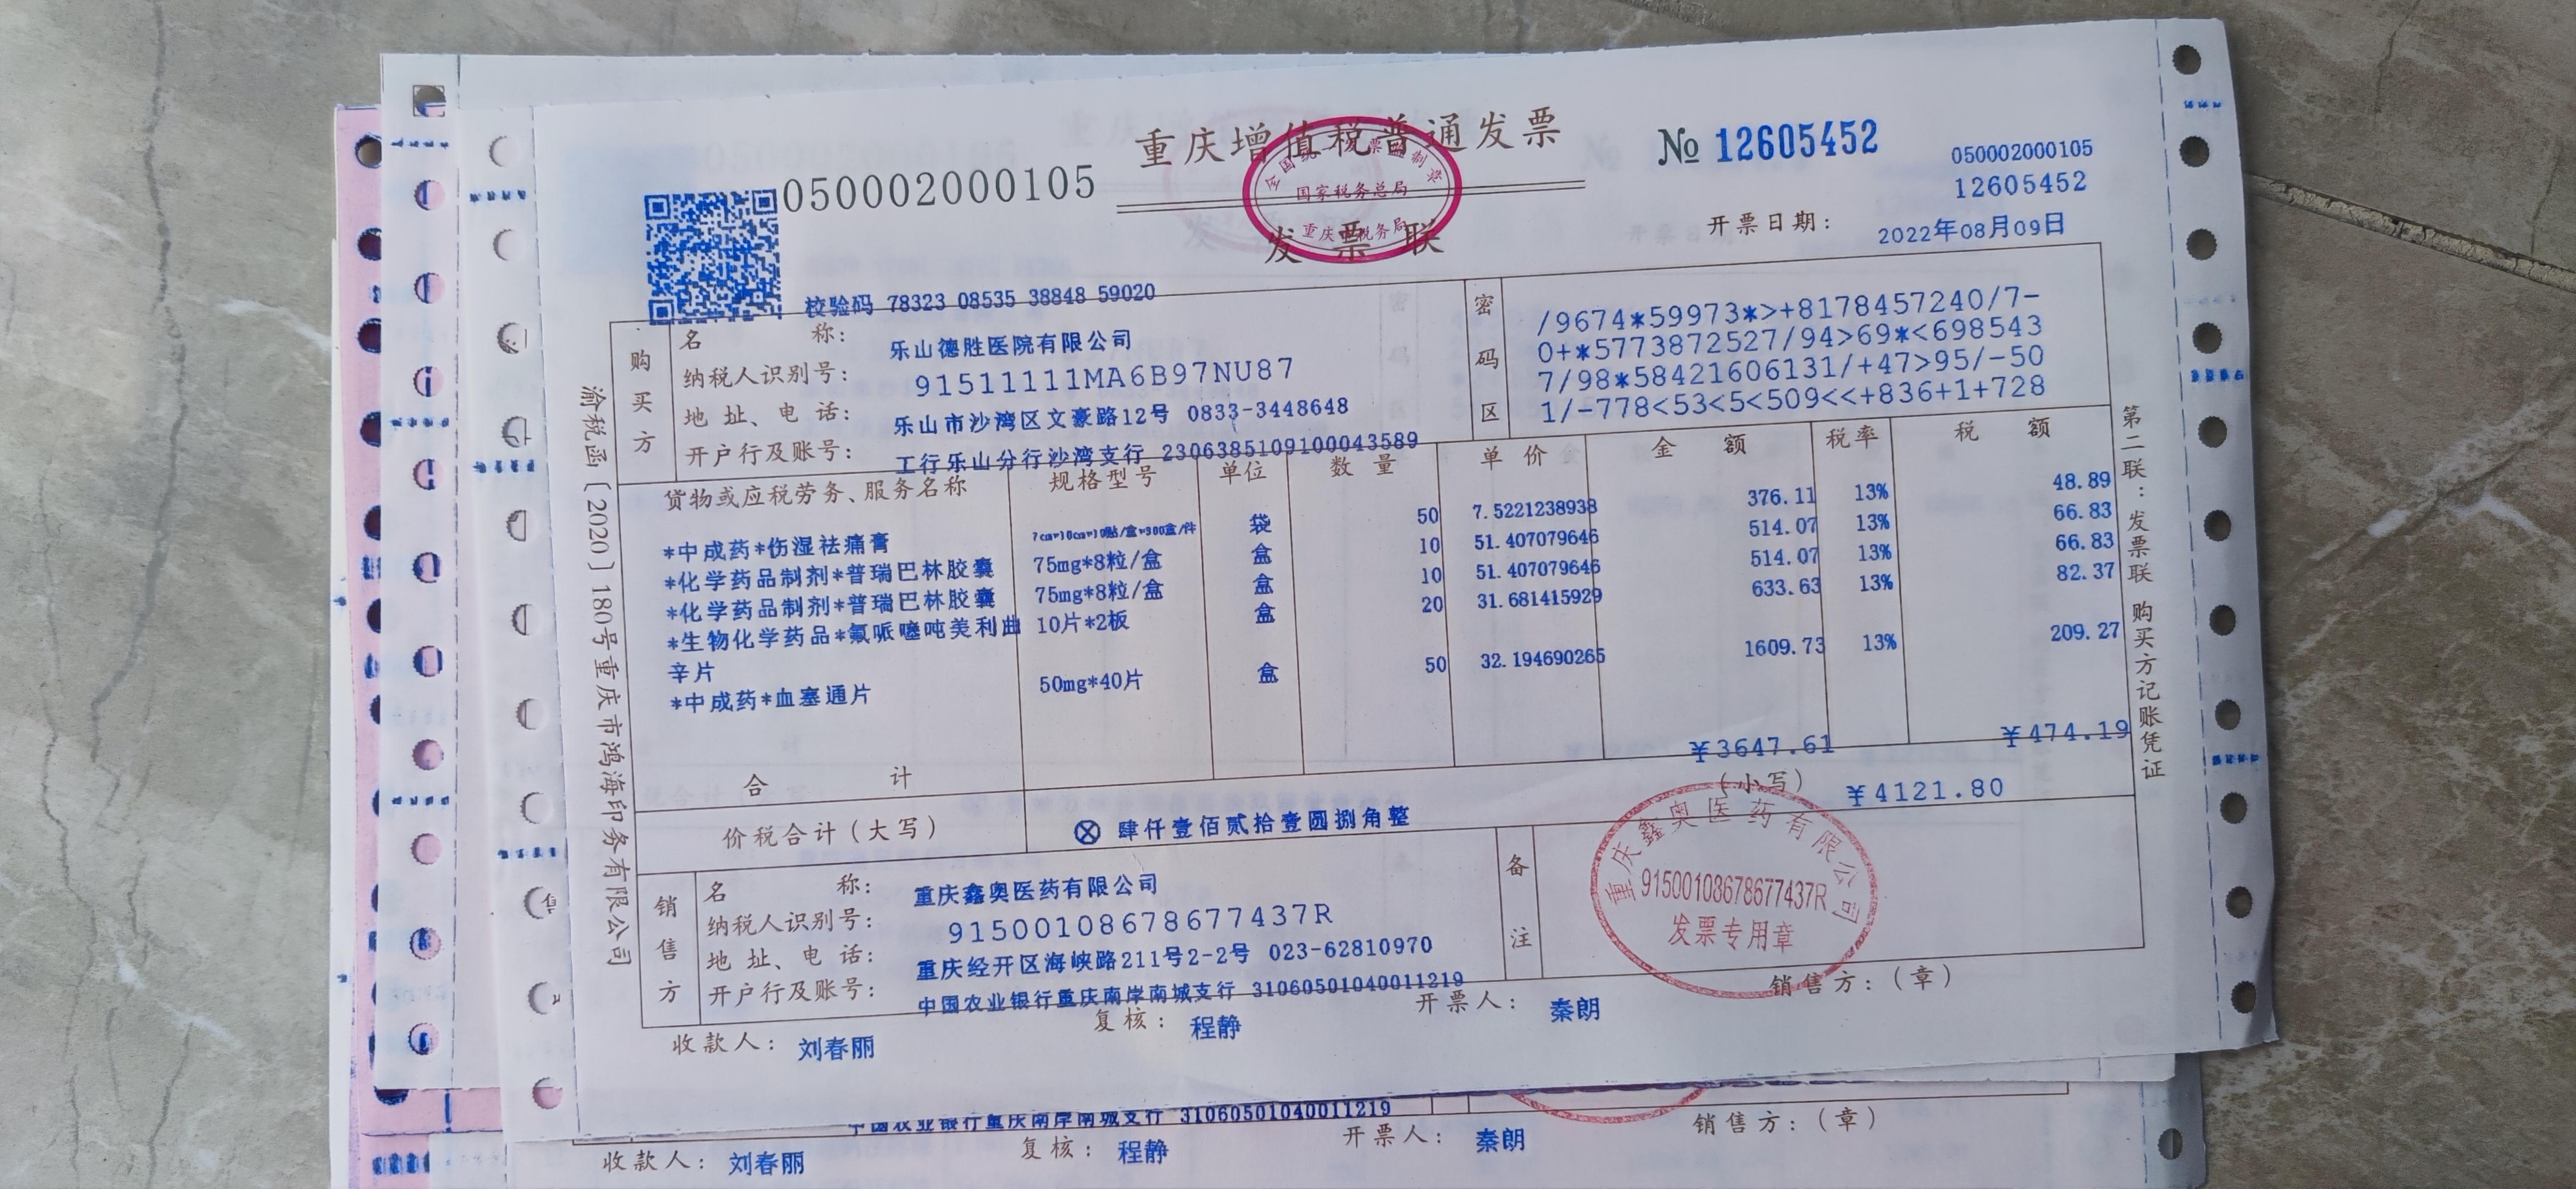 重庆增值税普通发票
050002000105
№ 12605452
050002000105
12605452
国家税务总局
重庆 税务局
发票联
开票日期: 2022年08月09日
校验码 78323 08535 38848 59020
购买方
名 称: 乐山德胜医院有限公司
纳税人识别号: 91511111MA6B97NU87
地址、电话: 乐山市沙湾区文豪路12号 0833-3448648
开户行及账号: 工行乐山分行沙湾支行 2306385109100043589
密码区
/9674*59973*>+8178457240/7-
0+*5773872527/94>69*<698543
7/98*58421606131/+47>95/-50
1/-778<53<5<509<<+836+1+728
货物或应税劳务、服务名称 规格型号 单位 数量 单价 金额 税率 税额
*中成药*伤湿祛痛膏 袋 50 7.5221238938 376.11 13% 48.89
*化学药品制剂*普瑞巴林胶囊 75mg*8粒/盒 盒 10 51.407079646 514.07 13% 66.83
*化学药品制剂*普瑞巴林胶囊 75mg*8粒/盒 盒 10 51.407079646 514.07 13% 66.83
*生物化学药品*氟哌噻吨美利曲 10片*2板 盒 20 31.681415929 633.63 13% 82.37
辛片
*中成药*血塞通片 50mg*40片 盒 50 32.194690265 1609.73 13% 209.27
合计 ￥3647.61 ￥474.19
价税合计(大写) ⊗ 肆仟壹佰贰拾壹圆捌角整 (小写) ￥4121.80
销售方
名 称: 重庆鑫奥医药有限公司
纳税人识别号: 91500108678677437R
地址、电话: 重庆经开区海峡路211号2-2号 023-62810970
开户行及账号: 中国农业银行重庆南岸南城支行 31060501040011219
备注
重庆鑫奥医药有限公司
91500108678677437R
发票专用章
收款人: 刘春丽 复核: 程静 开票人: 秦朗 销售方:(章)
渝税函〔2020〕180号重庆市鸿海印务有限公司
第二联:发票联 购买方记账凭证
中国农业银行重庆南岸南城支行 31060501040011219
收款人: 刘春丽 复核: 程静 开票人: 秦朗 销售方:(章)